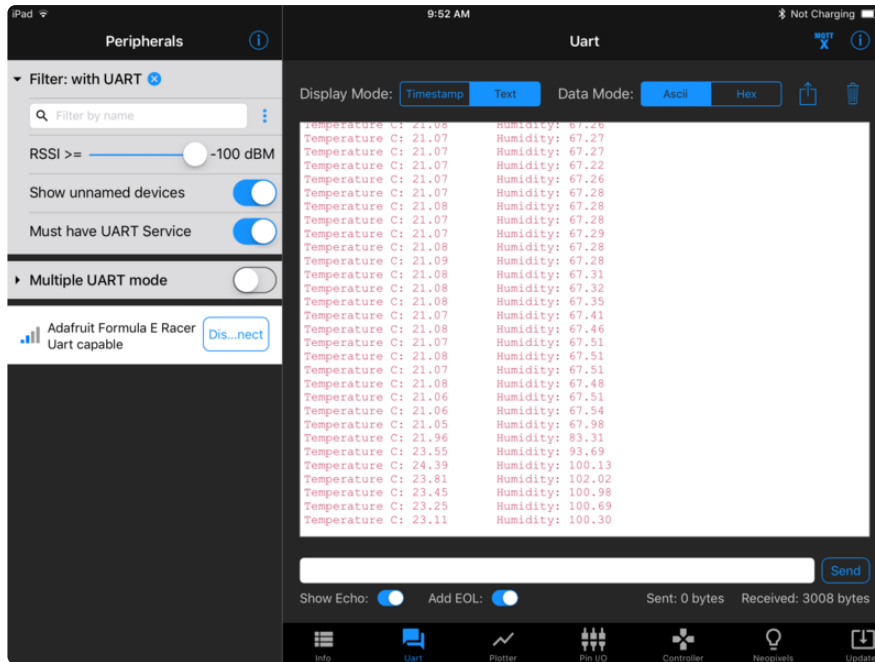 iPad 9:52 AM Not Charging
Peripherals
Filter: with UART
Filter by name
RSSI >= -100 dBM
Show unnamed devices
Must have UART Service
Multiple UART mode
Adafruit Formula E Racer
Uart capable
Dis...nect
Uart
MQTT
X
Display Mode: Timestamp Text Data Mode: Ascii Hex
Temperature C: 21.08 Humidity: 67.26
Temperature C: 21.07 Humidity: 67.27
Temperature C: 21.07 Humidity: 67.27
Temperature C: 21.07 Humidity: 67.22
Temperature C: 21.07 Humidity: 67.26
Temperature C: 21.07 Humidity: 67.28
Temperature C: 21.08 Humidity: 67.28
Temperature C: 21.07 Humidity: 67.28
Temperature C: 21.07 Humidity: 67.29
Temperature C: 21.08 Humidity: 67.28
Temperature C: 21.09 Humidity: 67.28
Temperature C: 21.08 Humidity: 67.31
Temperature C: 21.08 Humidity: 67.32
Temperature C: 21.08 Humidity: 67.35
Temperature C: 21.07 Humidity: 67.41
Temperature C: 21.08 Humidity: 67.46
Temperature C: 21.07 Humidity: 67.51
Temperature C: 21.08 Humidity: 67.51
Temperature C: 21.07 Humidity: 67.51
Temperature C: 21.08 Humidity: 67.48
Temperature C: 21.06 Humidity: 67.51
Temperature C: 21.06 Humidity: 67.54
Temperature C: 21.05 Humidity: 67.98
Temperature C: 21.96 Humidity: 83.31
Temperature C: 23.55 Humidity: 93.69
Temperature C: 24.39 Humidity: 100.13
Temperature C: 23.81 Humidity: 102.02
Temperature C: 23.45 Humidity: 100.98
Temperature C: 23.25 Humidity: 100.69
Temperature C: 23.11 Humidity: 100.30
Send
Show Echo: Add EOL: Sent: 0 bytes Received: 3008 bytes
Info Uart Plotter Pin I/O Controller Neopixels Update